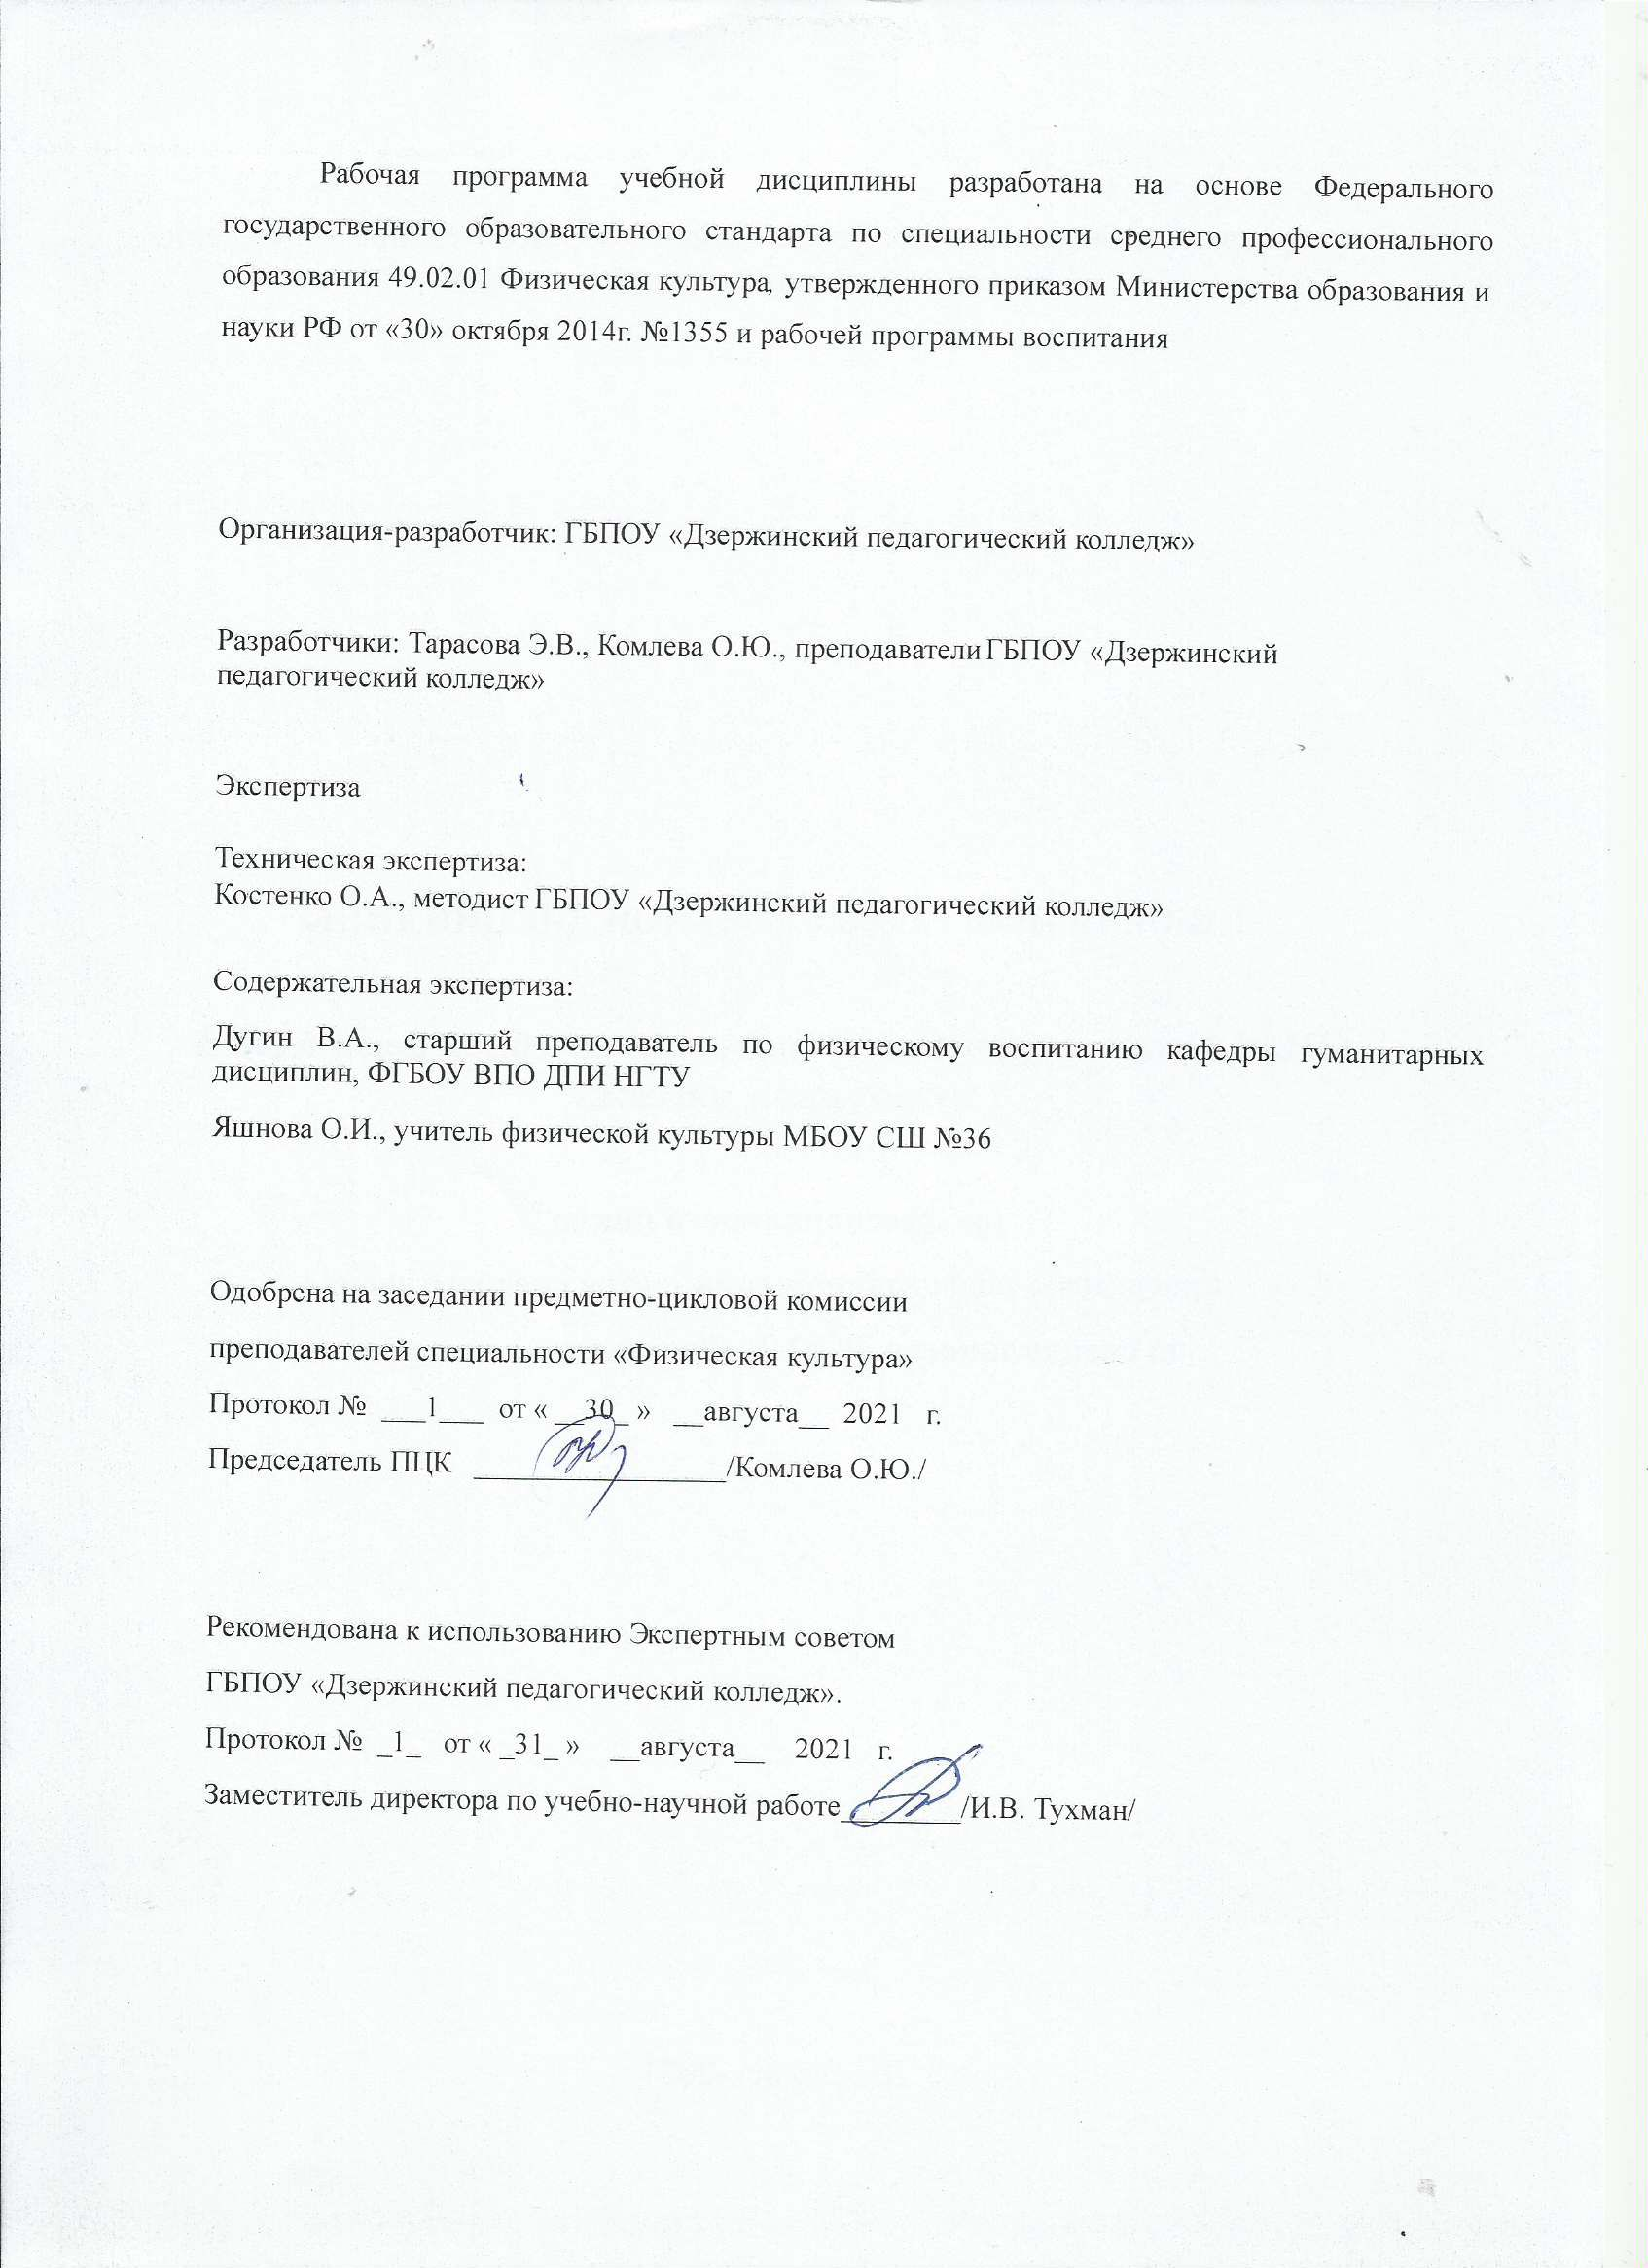 Рабочая программа учебной дисциплины разработана на основе Федерального
государственного образовательного стандарта по специальности среднего профессионального
образования 49.02.01 Физическая культура, утвержденного приказом Министерства образования и
науки РФ от «30» октября 2014г. №1355 и рабочей программы воспитания
Организация-разработчик: ГБПОУ «Дзержинский педагогический колледж»
Разработчики: Тарасова Э.В., Комлева О.Ю., преподаватели ГБПОУ «Дзержинский
педагогический колледж»
Экспертиза
Техническая экспертиза:
Костенко О.А., методист ГБПОУ «Дзержинский педагогический колледж»
Содержательная экспертиза:
Дугин В.А., старший преподаватель по физическому воспитанию кафедры гуманитарных
дисциплин, ФГБОУ ВПО ДПИ НГТУ
Яшнова О.И., учитель физической культуры МБОУ СШ №36
Одобрена на заседании предметно-цикловой комиссии
преподавателей специальности «Физическая культура»
Протокол № ___1___ от « __30_ » __августа__ 2021 г.
Председатель ПЦК _________________/Комлева О.Ю./
Рекомендована к использованию Экспертным советом
ГБПОУ «Дзержинский педагогический колледж».
Протокол № _1_ от « _31_ » __августа__ 2021 г.
Заместитель директора по учебно-научной работе________/И.В. Тухман/